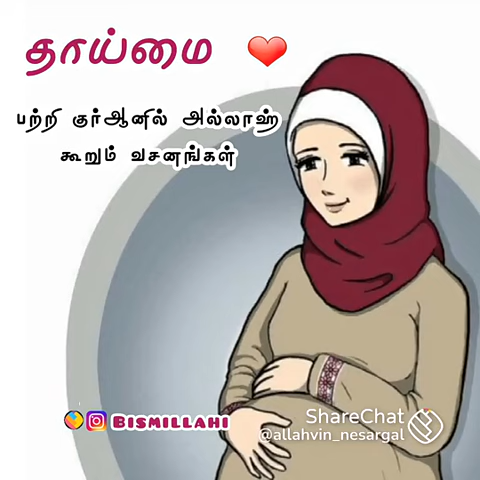 தாய்மை ❤
பற்றி குர்ஆனில் அல்லாஹ்
கூறும் வசனங்கள்
BISMILLAHI
ShareChat
@allahvin_nesargal